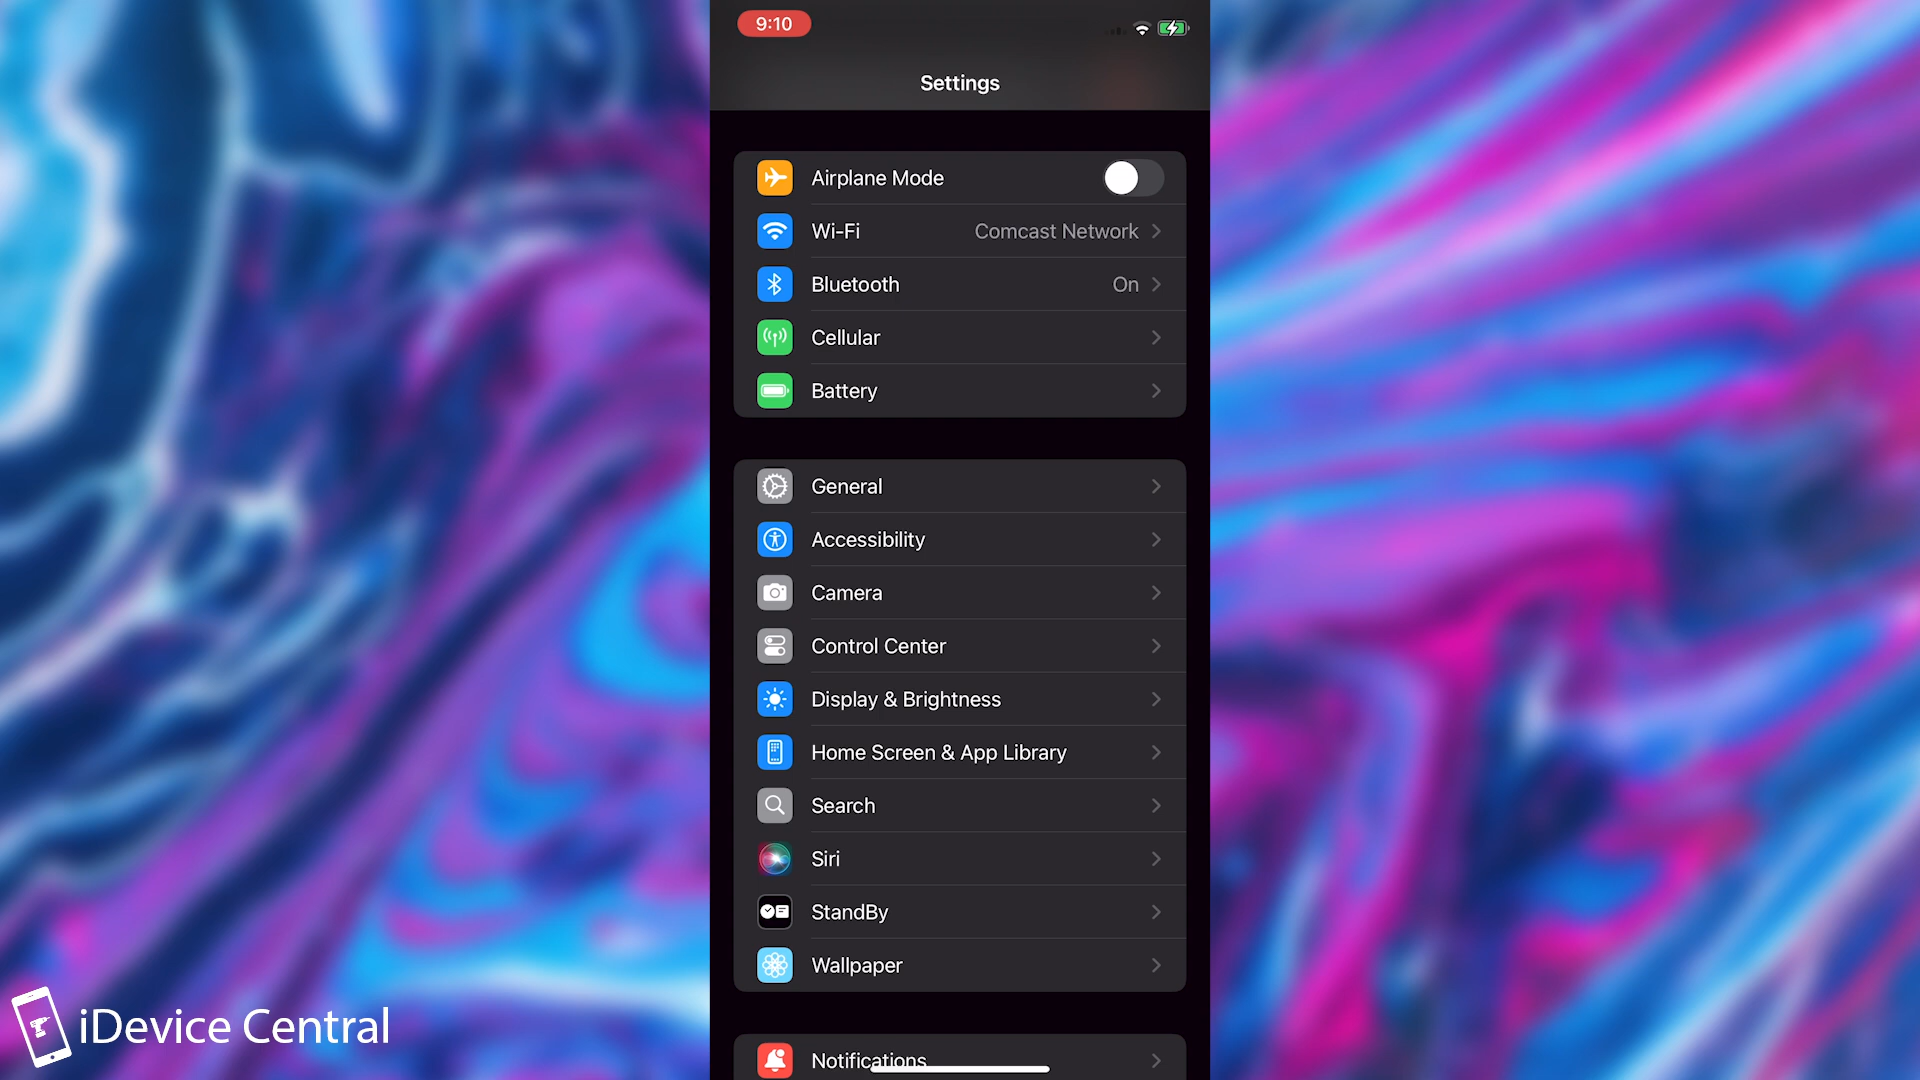 9:10
Settings
Airplane Mode
Wi-Fi Comcast Network
Bluetooth On
Cellular
Battery
General
Accessibility
Camera
Control Center
Display & Brightness
Home Screen & App Library
Search
Siri
StandBy
Wallpaper
Notifications
iDevice Central